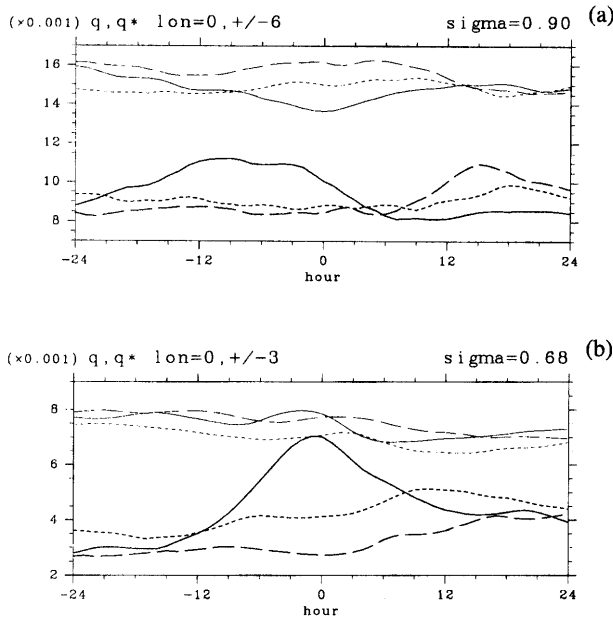 (×0.001) q,q* lon=0,+/-6 sigma=0.90 (a)
16
14
12
10
8
-24 -12 0 12 24
hour
(×0.001) q,q* lon=0,+/-3 sigma=0.68 (b)
8
6
4
2
-24 -12 0 12 24
hour